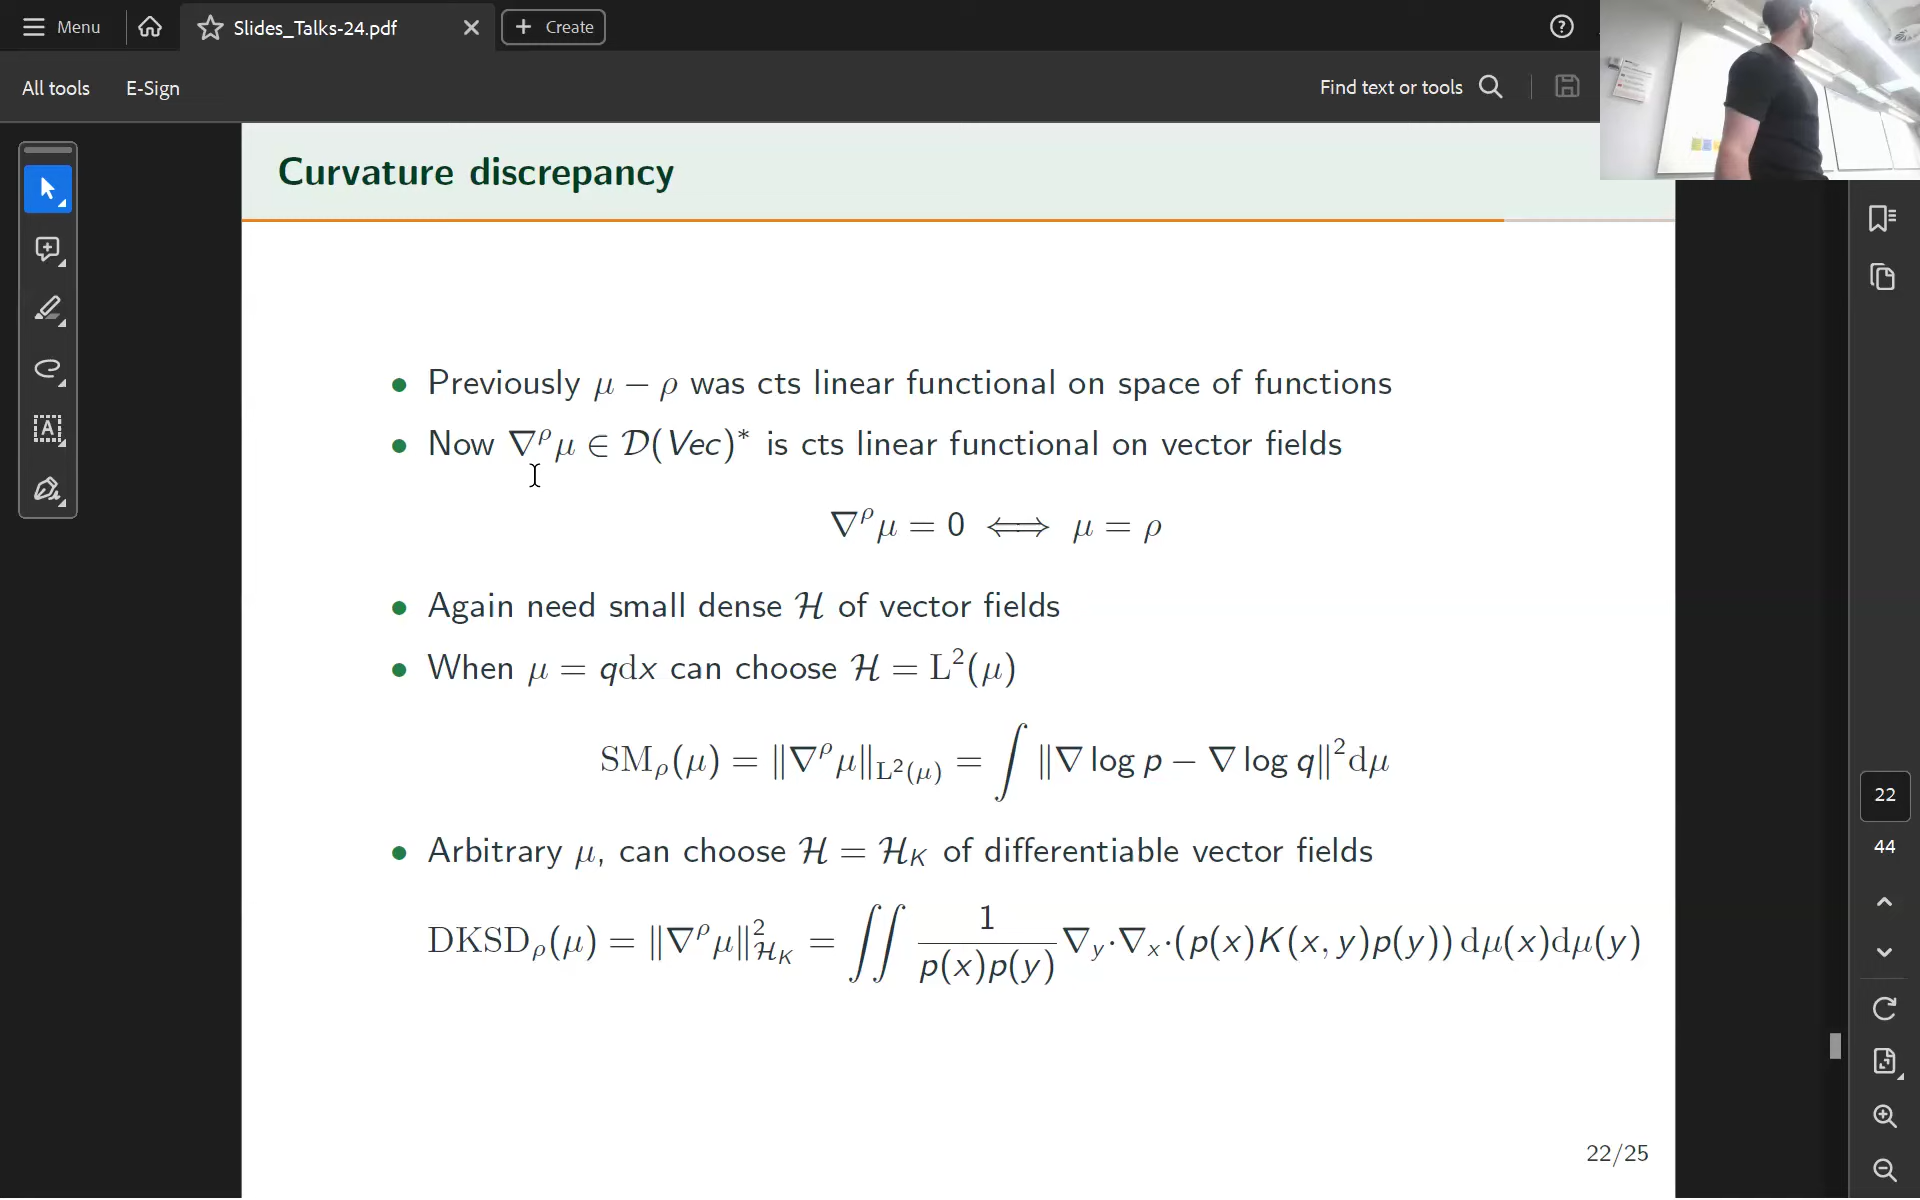 Menu
Slides_Talks-24.pdf
Create
All tools
E-Sign
Find text or tools
Curvature discrepancy
• Previously μ − ρ was cts linear functional on space of functions
• Now ∇^ρ μ ∈ 𝒟(Vec)* is cts linear functional on vector fields
∇^ρ μ = 0 ⟺ μ = ρ
• Again need small dense ℋ of vector fields
• When μ = qdx can choose ℋ = L²(μ)
SM_ρ(μ) = ‖∇^ρ μ‖_{L²(μ)} = ∫ ‖∇ log p − ∇ log q‖² dμ
• Arbitrary μ, can choose ℋ = ℋ_K of differentiable vector fields
DKSD_ρ(μ) = ‖∇^ρ μ‖²_{ℋ_K} = ∬ 1/(p(x)p(y)) ∇_y·∇_x·(p(x)K(x, y)p(y)) dμ(x)dμ(y)
22/25
22
44